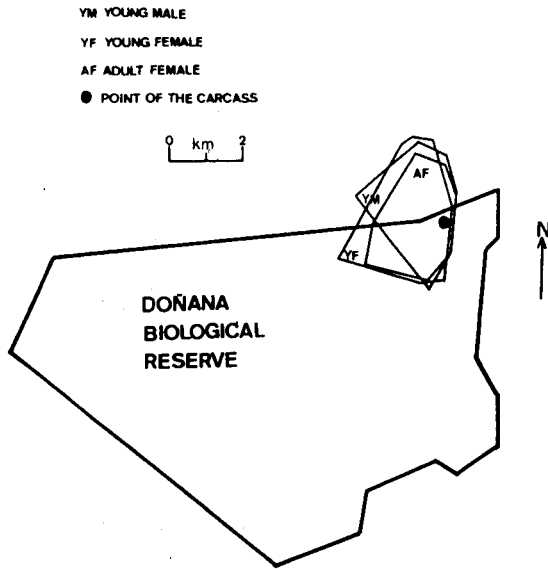 YM YOUNG MALE
YF YOUNG FEMALE
AF ADULT FEMALE
● POINT OF THE CARCASS
0 km 2
AF
YM
N
YF
DOÑANA
BIOLOGICAL
RESERVE